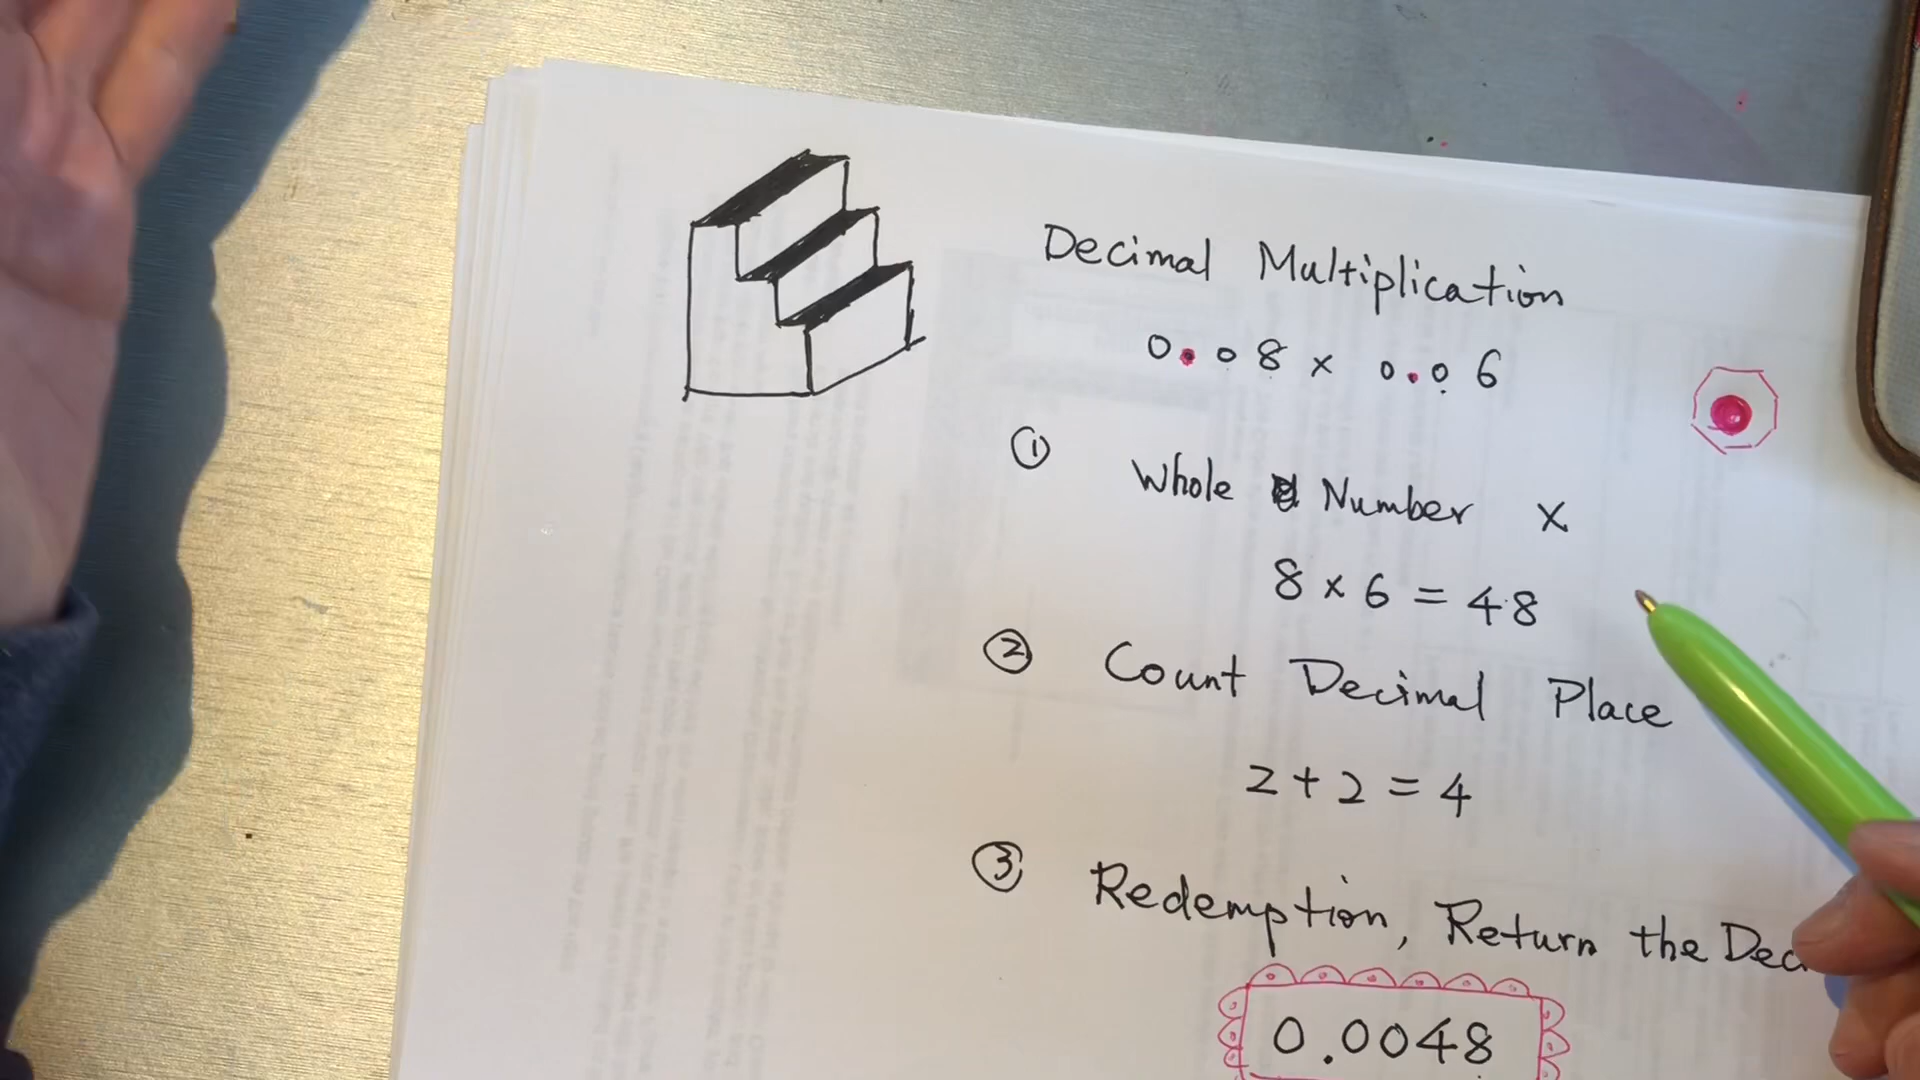 Decimal Multiplication
0.08 × 0.06
① Whole Number ×
8 × 6 = 48
② Count Decimal Place
2 + 2 = 4
③ Redemption, Return the Dec
0.0048